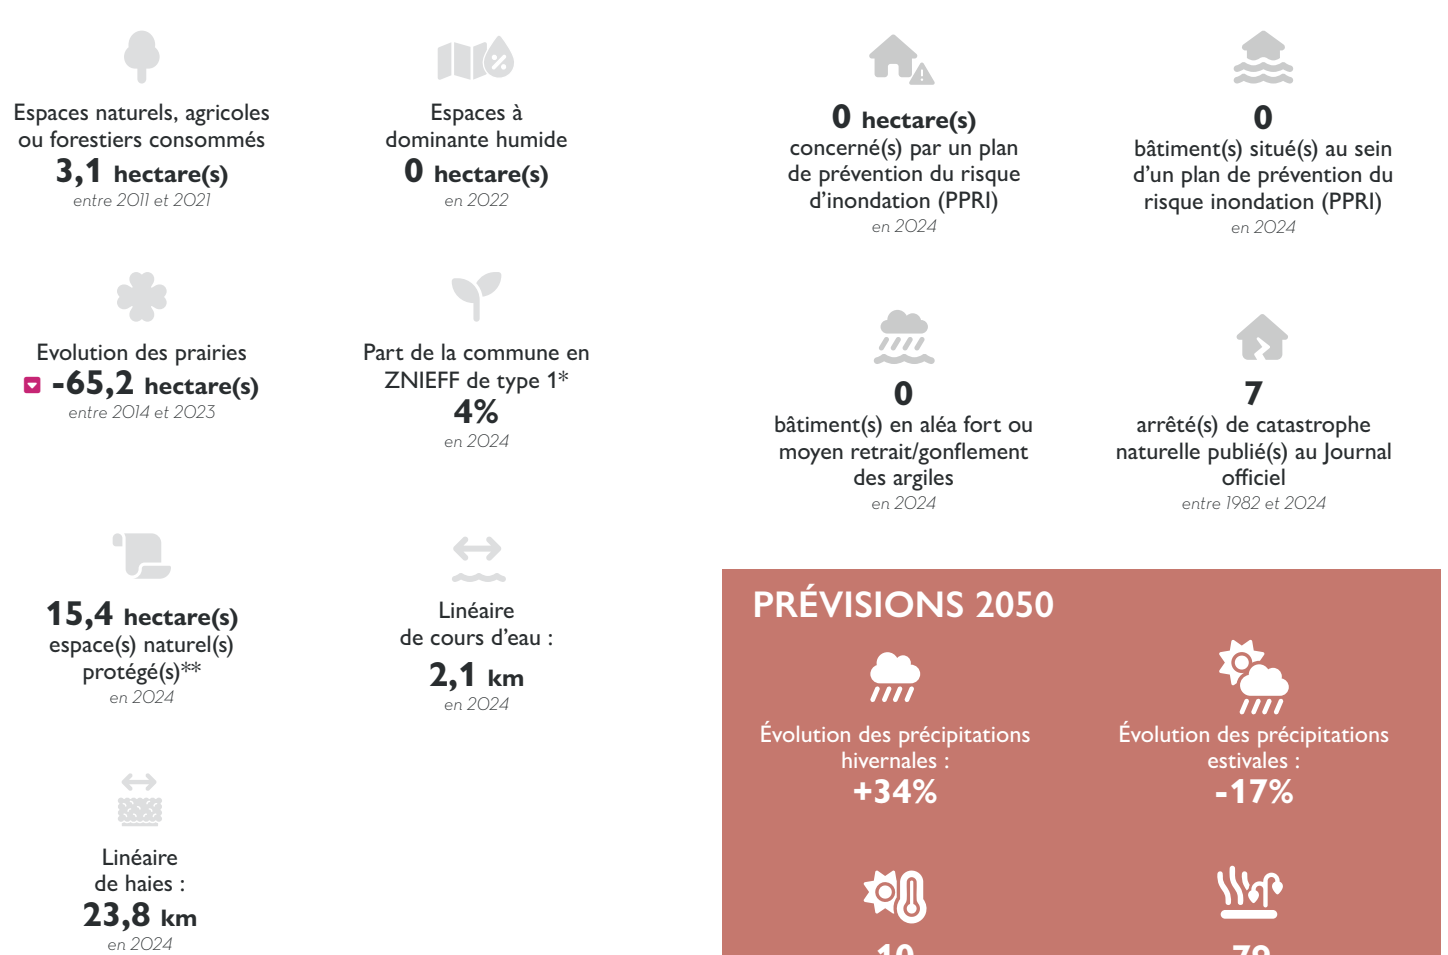 Espaces naturels, agricoles
ou forestiers consommés
3,1 hectare(s)
entre 2011 et 2021
Espaces à
dominante humide
0 hectare(s)
en 2022
Evolution des prairies
-65,2 hectare(s)
entre 2014 et 2023
Part de la commune en
ZNIEFF de type 1*
4%
en 2024
15,4 hectare(s)
espace(s) naturel(s)
protégé(s)**
en 2024
Linéaire
de cours d'eau :
2,1 km
en 2024
Linéaire
de haies :
23,8 km
en 2024
0 hectare(s)
concerné(s) par un plan
de prévention du risque
d'inondation (PPRI)
en 2024
0
bâtiment(s) situé(s) au sein
d'un plan de prévention du
risque inondation (PPRI)
en 2024
0
bâtiment(s) en aléa fort ou
moyen retrait/gonflement
des argiles
en 2024
7
arrêté(s) de catastrophe
naturelle publié(s) au Journal
officiel
entre 1982 et 2024
PRÉVISIONS 2050
Évolution des précipitations
hivernales :
+34%
Évolution des précipitations
estivales :
-17%
10